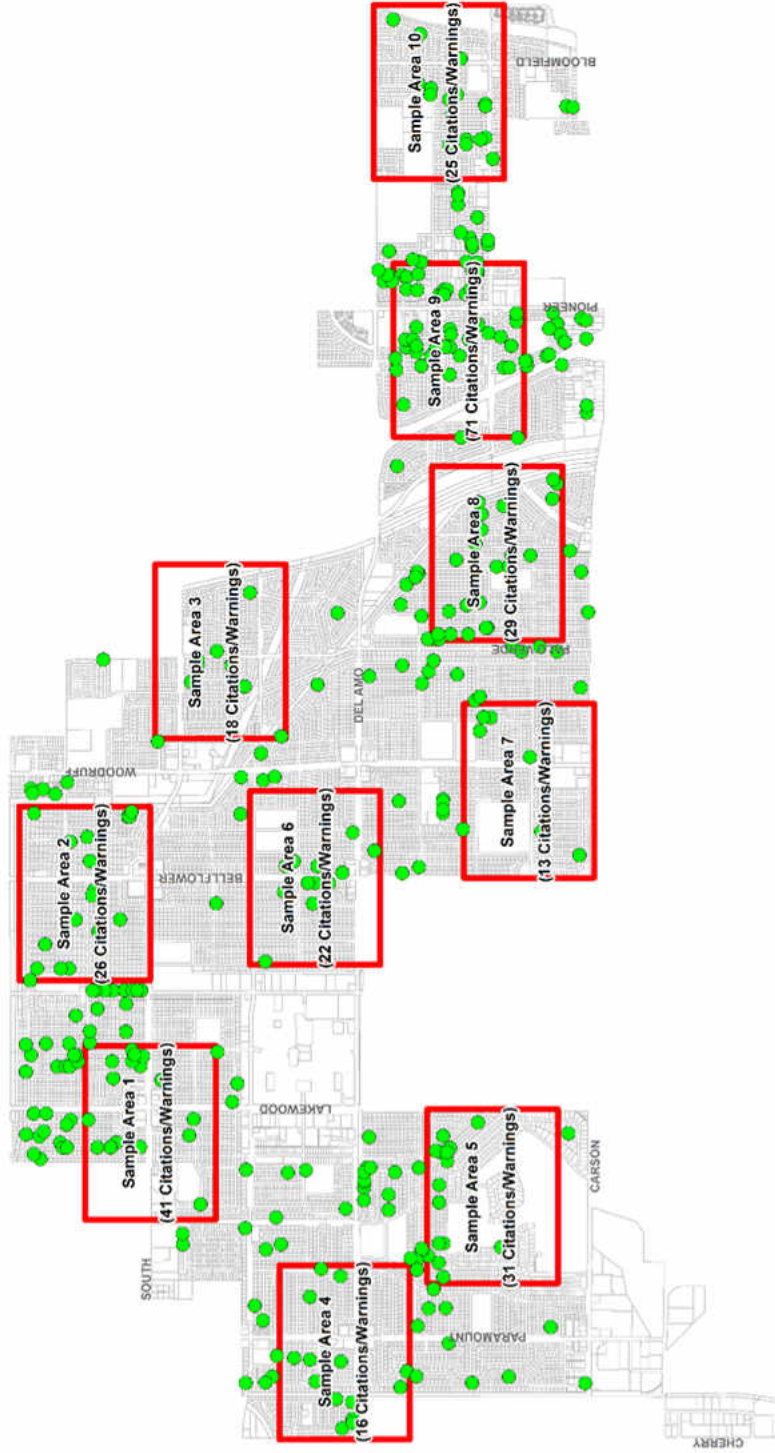 Sample Area 2
(26 Citations/Warnings)
WOODRUFF
Sample Area 1
(41 Citations/Warnings)
SOUTH
Sample Area 3
(18 Citations/Warnings)
BELLFLOWER
Sample Area 6
(22 Citations/Warnings)
LAKEWOOD
Sample Area 4
(16 Citations/Warnings)
DEL AMO
Sample Area 10
(25 Citations/Warnings)
Sample Area 9
(71 Citations/Warnings)
PARAMOUNT
Sample Area 5
(31 Citations/Warnings)
Sample Area 8
(29 Citations/Warnings)
Sample Area 7
(13 Citations/Warnings)
PALO VERDE
BLOOMFIELD
PIONEER
CARSON
CHERRY